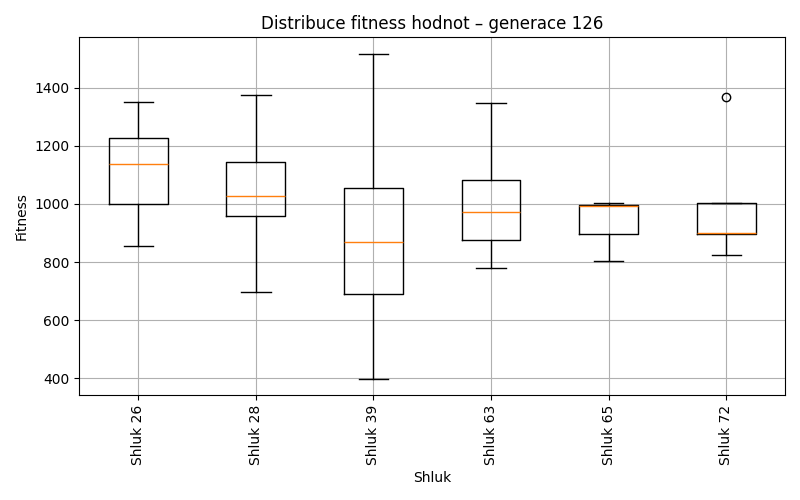 Distribuce fitness hodnot – generace 126
Fitness
1400
1200
1000
800
600
400
Shluk 26
Shluk 28
Shluk 39
Shluk 63
Shluk 65
Shluk 72
Shluk